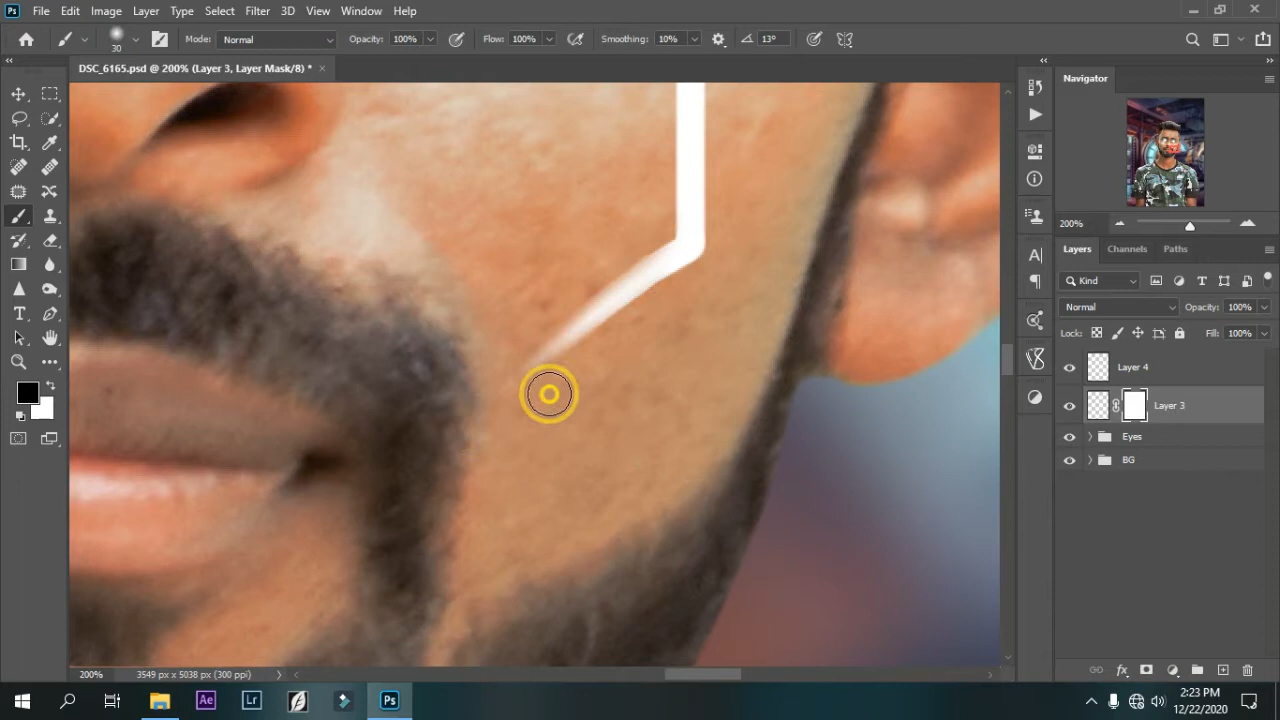 Ps File Edit Image Layer Type Select Filter 3D View Window Help
30 Mode: Normal Opacity: 100% Flow: 100% Smoothing: 10% 13°
DSC_6165.psd @ 200% (Layer 3, Layer Mask/8) * ×
Navigator
200%
Layers Channels Paths
Kind
Normal Opacity: 100%
Lock: Fill: 100%
Layer 4
Layer 3
Eyes
BG
200% 3549 px x 5038 px (300 ppi)
Ae Lr Ps
2:23 PM
12/22/2020